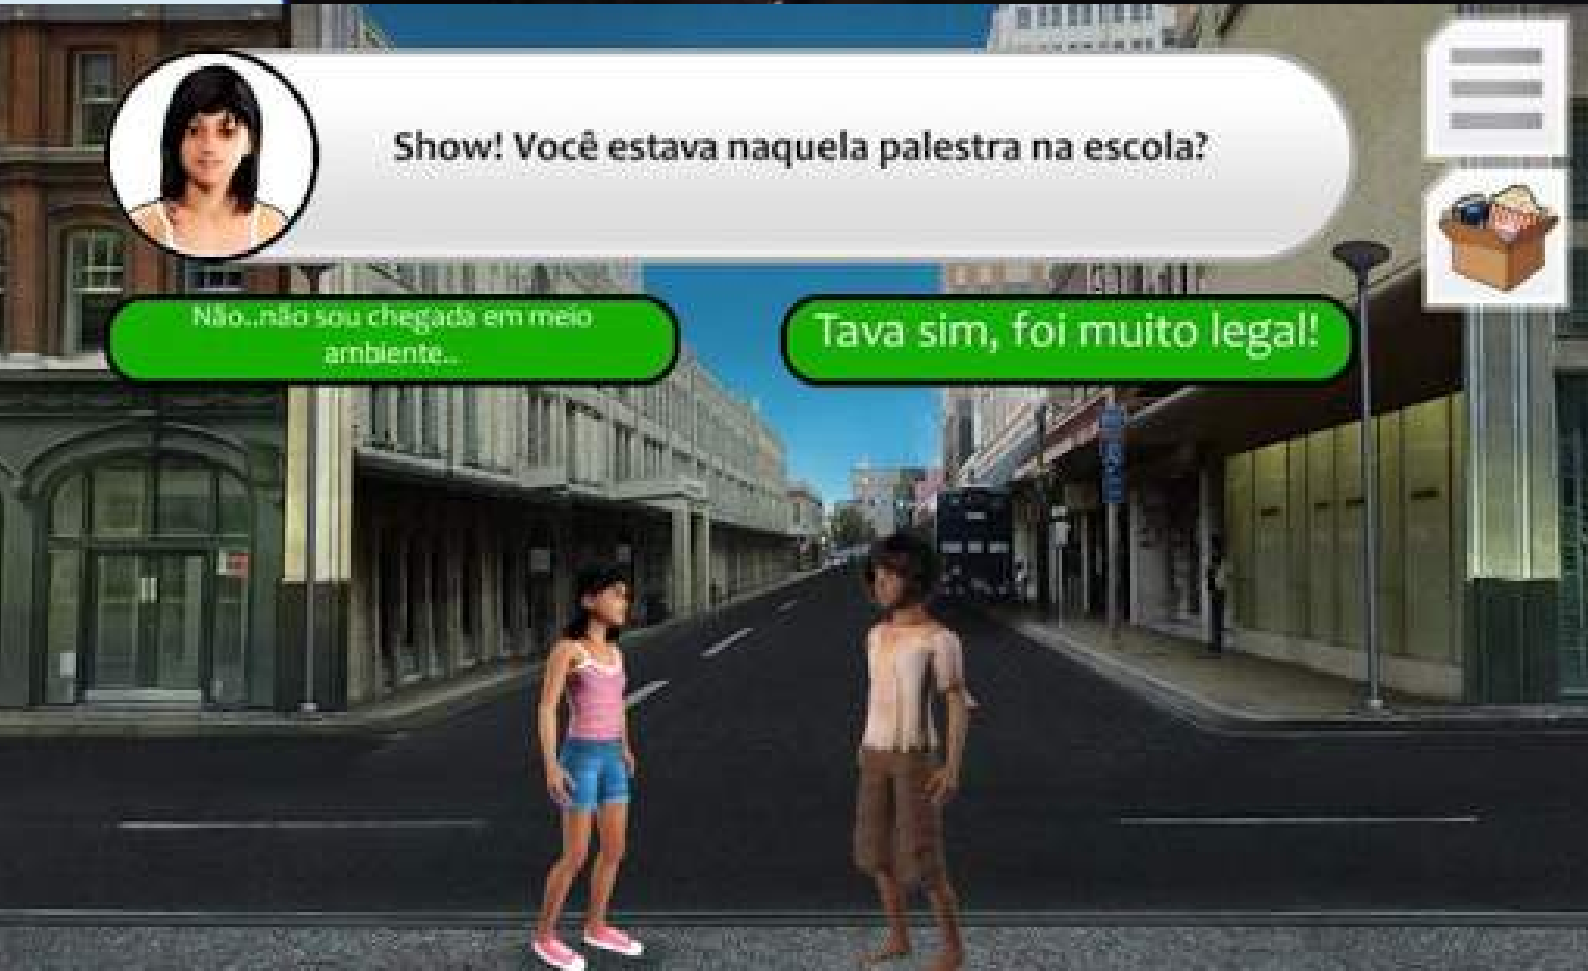 Show! Você estava naquela palestra na escola?
Não..não sou chegada em meio
ambiente..
Tava sim, foi muito legal!